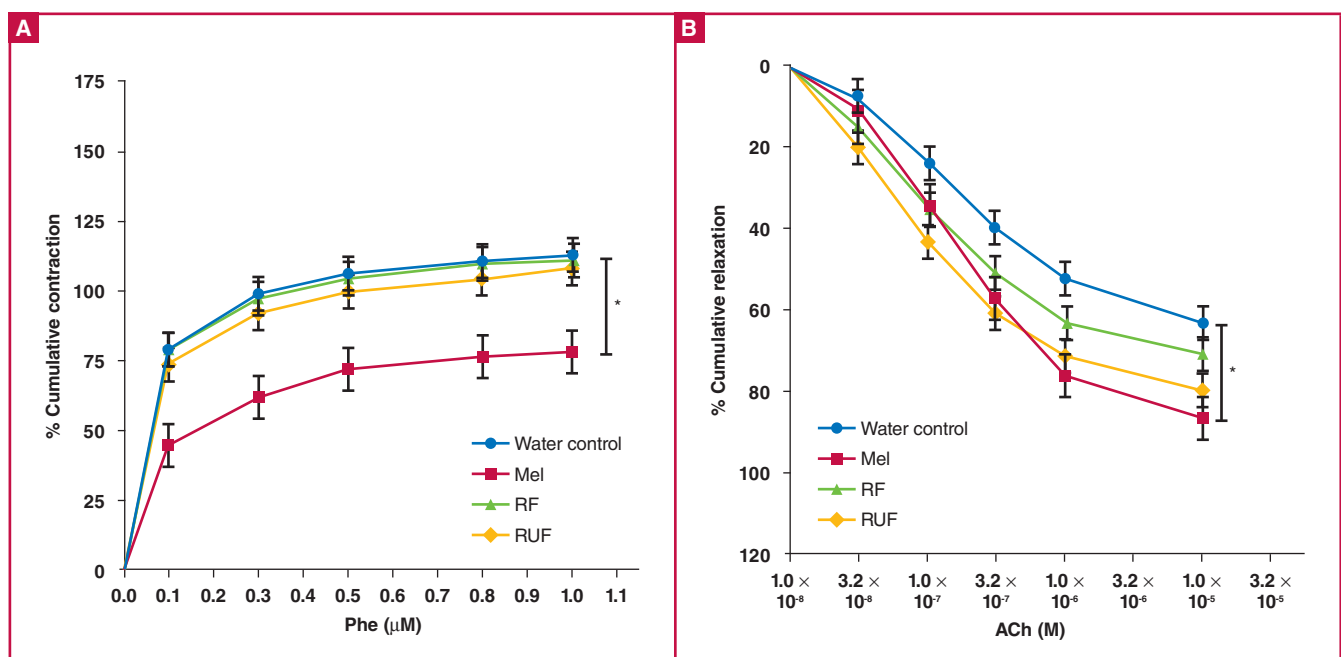 A
175
150
125
100
75
50
25
0
% Cumulative contraction
*
Water control
Mel
RF
RUF
0.0 0.1 0.2 0.3 0.4 0.5 0.6 0.7 0.8 0.9 1.0 1.1
Phe (μM)
B
0
20
40
60
80
100
120
% Cumulative relaxation
*
Water control
Mel
RF
RUF
1.0 × 3.2 × 1.0 × 3.2 × 1.0 × 3.2 × 1.0 × 3.2 ×
10-8 10-8 10-7 10-7 10-6 10-6 10-5 10-5
ACh (M)